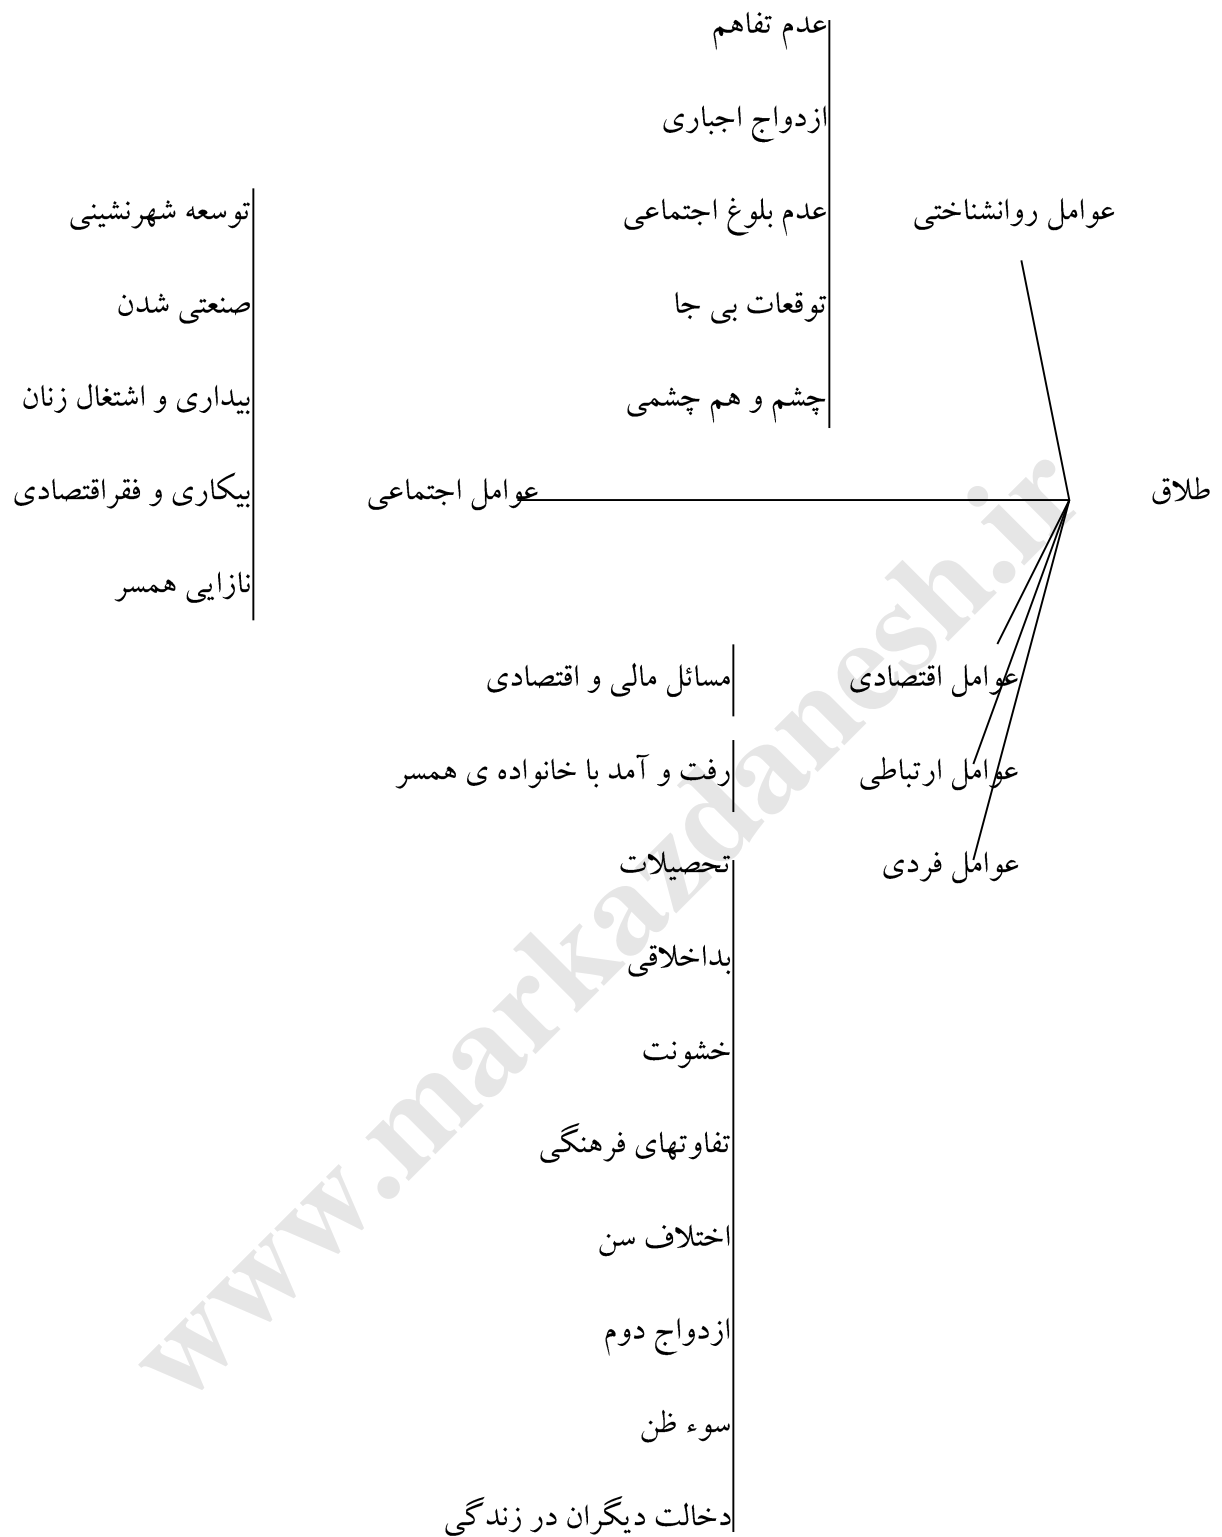 عدم تفاهم
ازدواج اجباری
توسعه شهرنشینی
عدم بلوغ اجتماعی
عوامل روانشناختی
صنعتی شدن
توقعات بی جا
بیداری و اشتغال زنان
چشم و هم چشمی
طلاق
عوامل اجتماعی
بیکاری و فقراقتصادی
نازایی همسر
عوامل اقتصادی
مسائل مالی و اقتصادی
عوامل ارتباطی
رفت و آمد با خانواده ی همسر
عوامل فردی
تحصیلات
بداخلاقی
خشونت
تفاوتهای فرهنگی
اختلاف سن
ازدواج دوم
سوء ظن
دخالت دیگران در زندگی
www.markazdanesh.ir